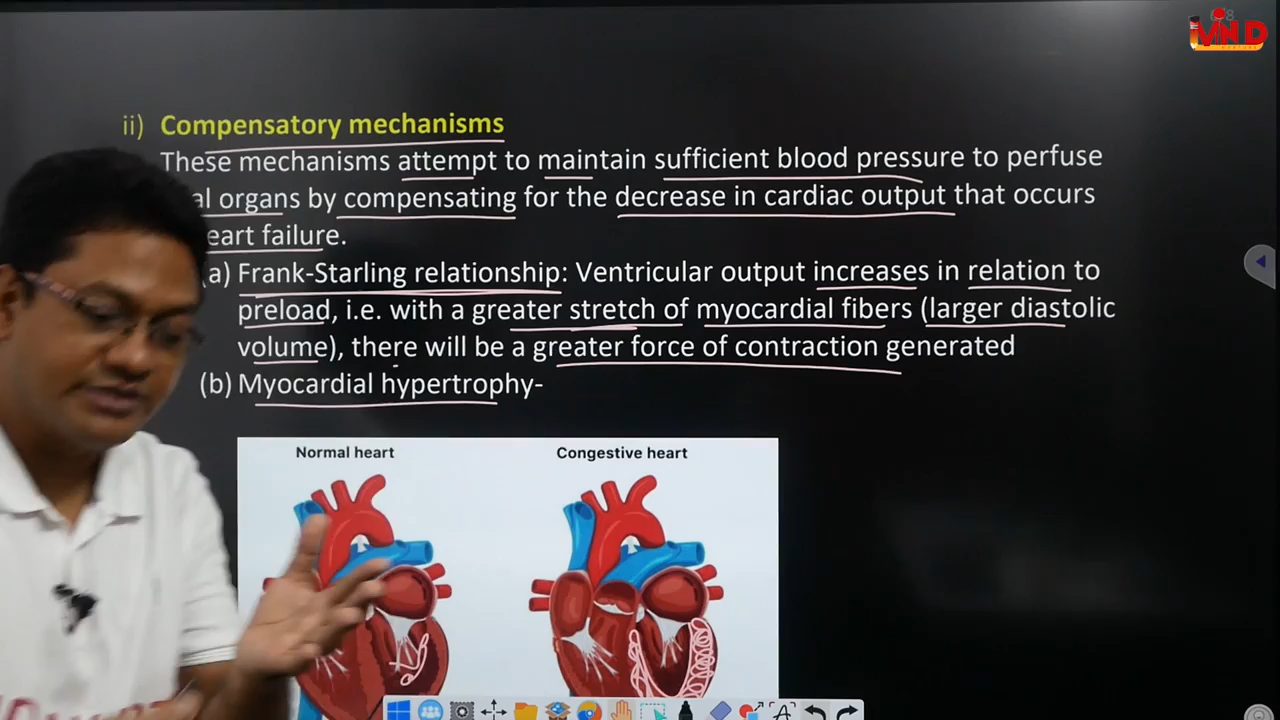 ii) Compensatory mechanisms
These mechanisms attempt to maintain sufficient blood pressure to perfuse
organs by compensating for the decrease in cardiac output that occurs
failure.
(a) Frank-Starling relationship: Ventricular output increases in relation to
preload, i.e. with a greater stretch of myocardial fibers (larger diastolic
volume), there will be a greater force of contraction generated
(b) Myocardial hypertrophy-
Normal heart
Congestive heart